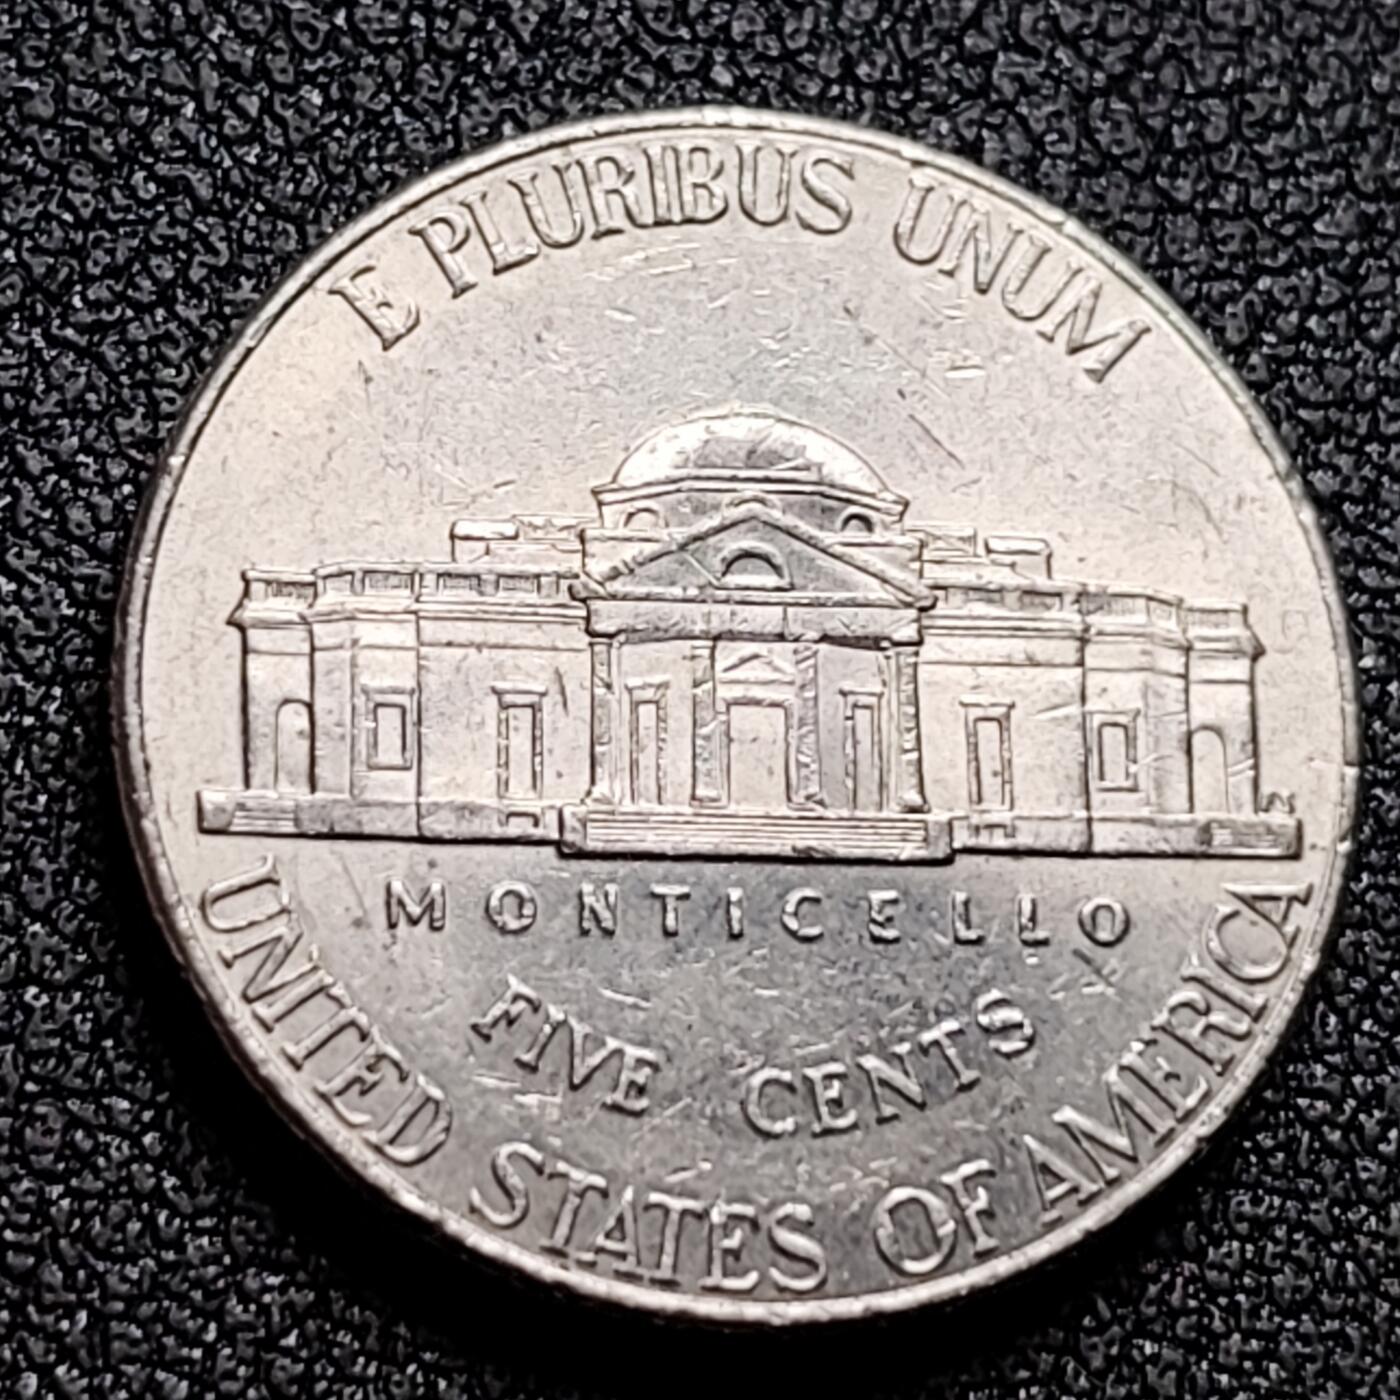 E PLURIBUS UNUM
MONTICELLO
FIVE CENTS
UNITED STATES OF AMERICA